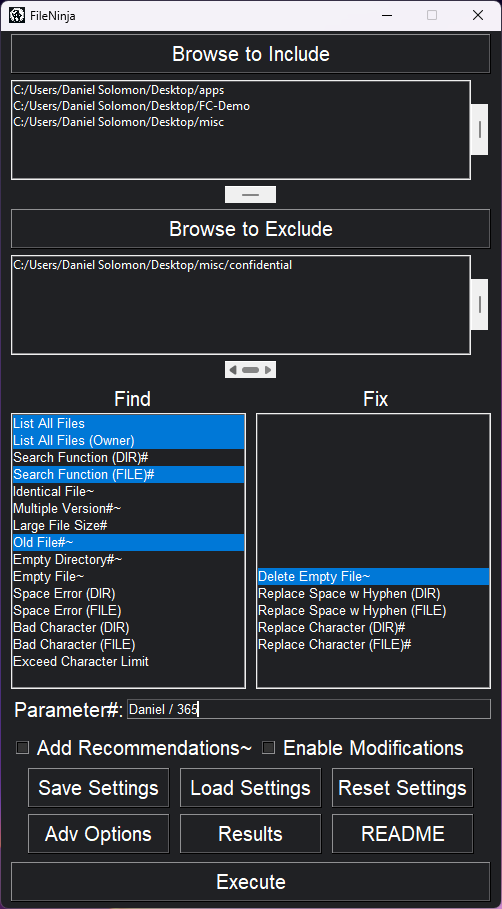 FileNinja
Browse to Include
C:/Users/Daniel Solomon/Desktop/apps
C:/Users/Daniel Solomon/Desktop/FC-Demo
C:/Users/Daniel Solomon/Desktop/misc
Browse to Exclude
C:/Users/Daniel Solomon/Desktop/misc/confidential
Find
List All Files
List All Files (Owner)
Search Function (DIR)#
Search Function (FILE)#
Identical File~
Multiple Version#~
Large File Size#
Old File#~
Empty Directory#~
Empty File~
Space Error (DIR)
Space Error (FILE)
Bad Character (DIR)
Bad Character (FILE)
Exceed Character Limit
Fix
Delete Empty File~
Replace Space w Hyphen (DIR)
Replace Space w Hyphen (FILE)
Replace Character (DIR)#
Replace Character (FILE)#
Parameter#: Daniel / 365
Add Recommendations~ Enable Modifications
Save Settings Load Settings Reset Settings
Adv Options Results README
Execute